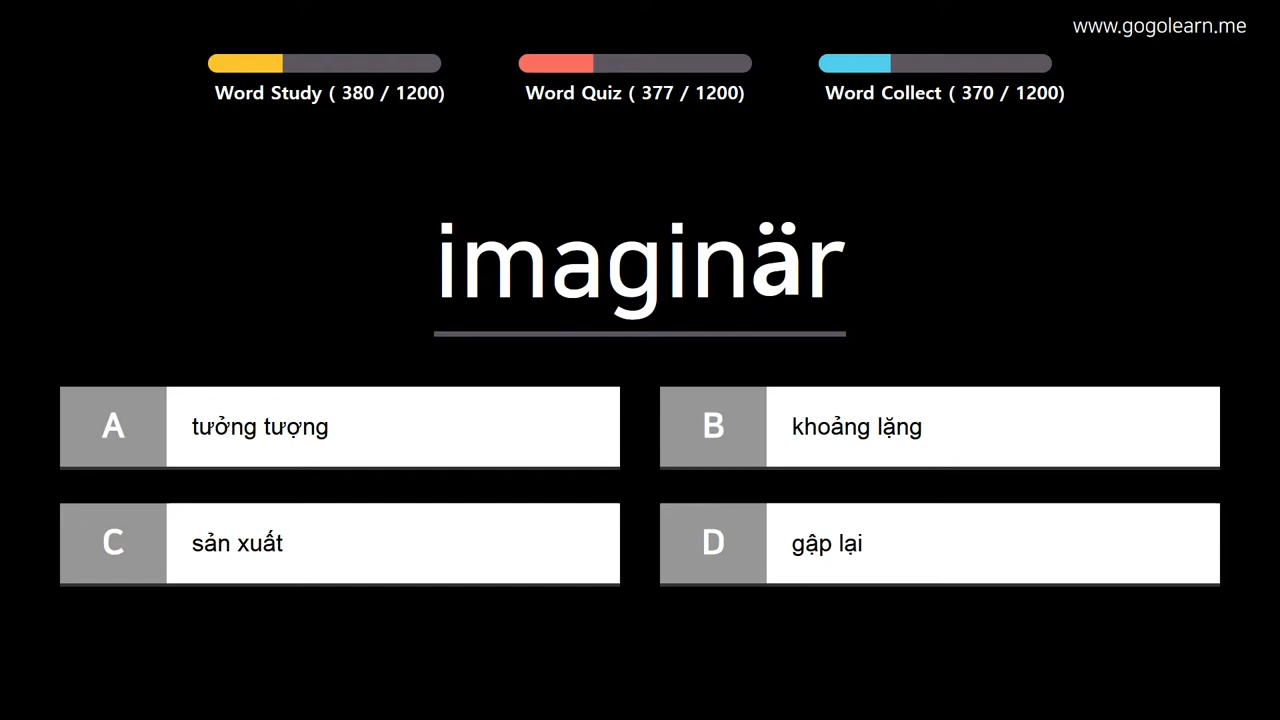 www.gogolearn.me
Word Study ( 380 / 1200)
Word Quiz ( 377 / 1200)
Word Collect ( 370 / 1200)
imaginär
A
tưởng tượng
B
khoảng lặng
C
sản xuất
D
gập lại